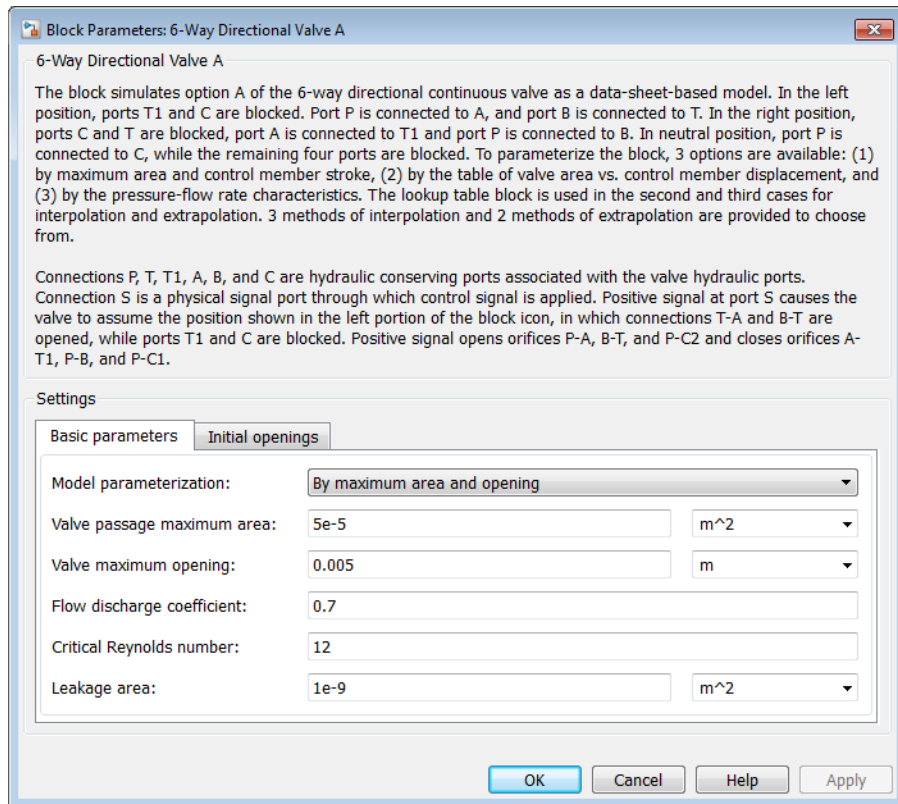 Block Parameters: 6-Way Directional Valve A
6-Way Directional Valve A
The block simulates option A of the 6-way directional continuous valve as a data-sheet-based model. In the left
position, ports T1 and C are blocked. Port P is connected to A, and port B is connected to T. In the right position,
ports C and T are blocked, port A is connected to T1 and port P is connected to B. In neutral position, port P is
connected to C, while the remaining four ports are blocked. To parameterize the block, 3 options are available: (1)
by maximum area and control member stroke, (2) by the table of valve area vs. control member displacement, and
(3) by the pressure-flow rate characteristics. The lookup table block is used in the second and third cases for
interpolation and extrapolation. 3 methods of interpolation and 2 methods of extrapolation are provided to choose
from.
Connections P, T, T1, A, B, and C are hydraulic conserving ports associated with the valve hydraulic ports.
Connection S is a physical signal port through which control signal is applied. Positive signal at port S causes the
valve to assume the position shown in the left portion of the block icon, in which connections T-A and B-T are
opened, while ports T1 and C are blocked. Positive signal opens orifices P-A, B-T, and P-C2 and closes orifices A-
T1, P-B, and P-C1.
Settings
Basic parameters Initial openings
Model parameterization: By maximum area and opening
Valve passage maximum area: 5e-5 m^2
Valve maximum opening: 0.005 m
Flow discharge coefficient: 0.7
Critical Reynolds number: 12
Leakage area: 1e-9 m^2
OK Cancel Help Apply